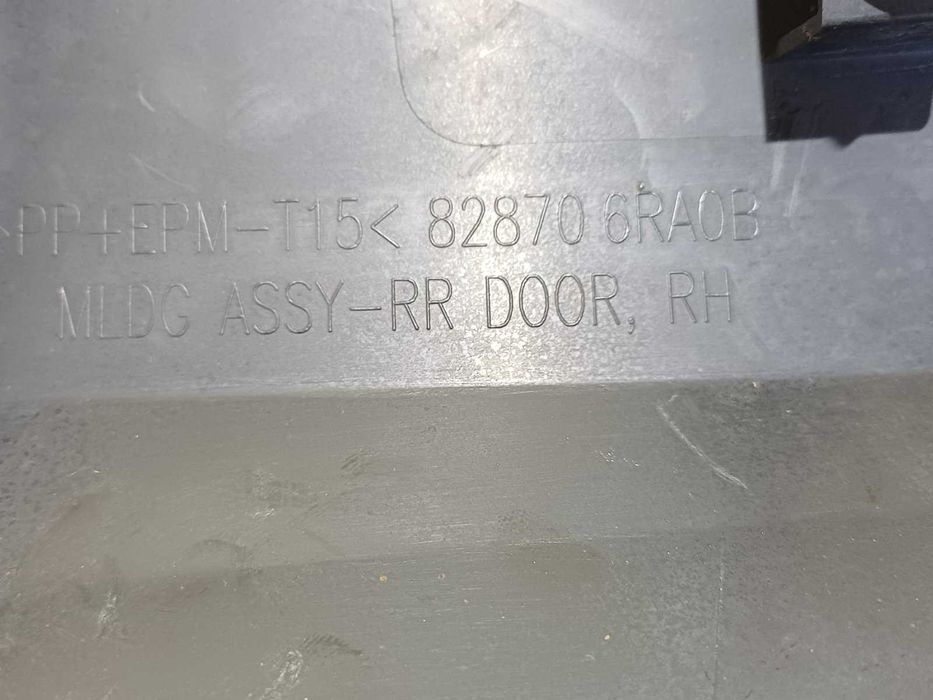 >PP+EPM-T15< 82870 6RA0B
MLDG ASSY-RR DOOR, RH